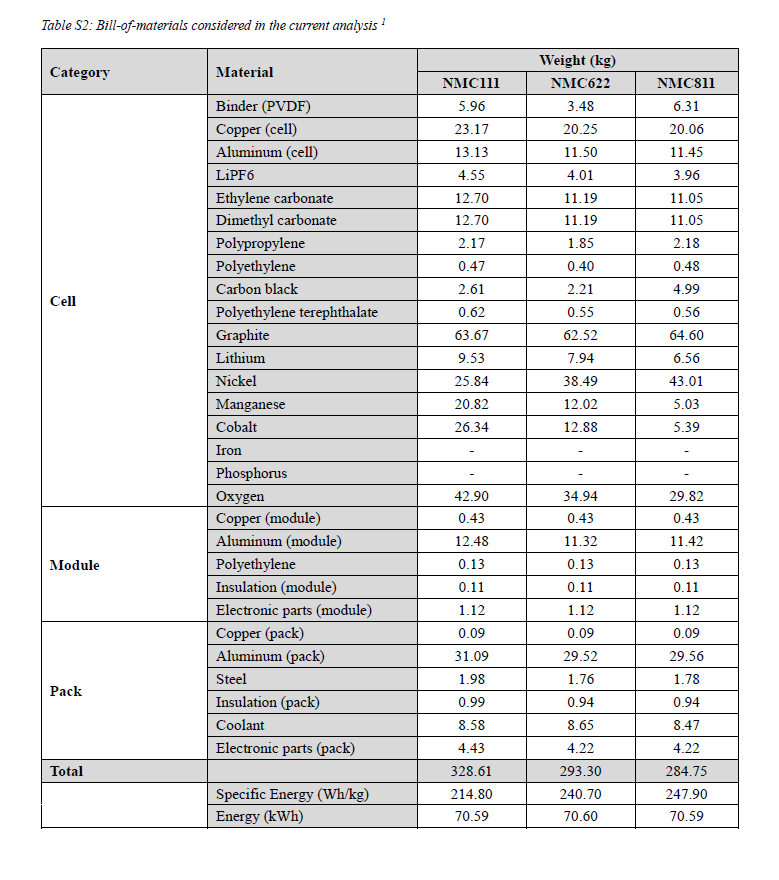 Table S2: Bill-of-materials considered in the current analysis 1
Category Material Weight (kg)
NMC111 NMC622 NMC811
Cell
Binder (PVDF) 5.96 3.48 6.31
Copper (cell) 23.17 20.25 20.06
Aluminum (cell) 13.13 11.50 11.45
LiPF6 4.55 4.01 3.96
Ethylene carbonate 12.70 11.19 11.05
Dimethyl carbonate 12.70 11.19 11.05
Polypropylene 2.17 1.85 2.18
Polyethylene 0.47 0.40 0.48
Carbon black 2.61 2.21 4.99
Polyethylene terephthalate 0.62 0.55 0.56
Graphite 63.67 62.52 64.60
Lithium 9.53 7.94 6.56
Nickel 25.84 38.49 43.01
Manganese 20.82 12.02 5.03
Cobalt 26.34 12.88 5.39
Iron - - -
Phosphorus - - -
Oxygen 42.90 34.94 29.82
Module
Copper (module) 0.43 0.43 0.43
Aluminum (module) 12.48 11.32 11.42
Polyethylene 0.13 0.13 0.13
Insulation (module) 0.11 0.11 0.11
Electronic parts (module) 1.12 1.12 1.12
Pack
Copper (pack) 0.09 0.09 0.09
Aluminum (pack) 31.09 29.52 29.56
Steel 1.98 1.76 1.78
Insulation (pack) 0.99 0.94 0.94
Coolant 8.58 8.65 8.47
Electronic parts (pack) 4.43 4.22 4.22
Total 328.61 293.30 284.75
Specific Energy (Wh/kg) 214.80 240.70 247.90
Energy (kWh) 70.59 70.60 70.59